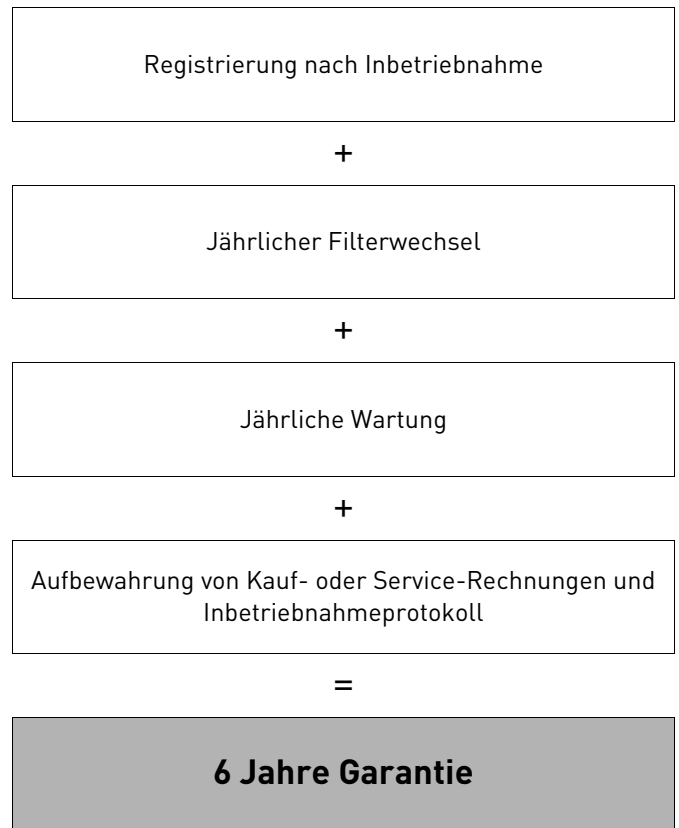 Registrierung nach Inbetriebnahme
+
Jährlicher Filterwechsel
+
Jährliche Wartung
+
Aufbewahrung von Kauf- oder Service-Rechnungen und
Inbetriebnahmeprotokoll
=
6 Jahre Garantie